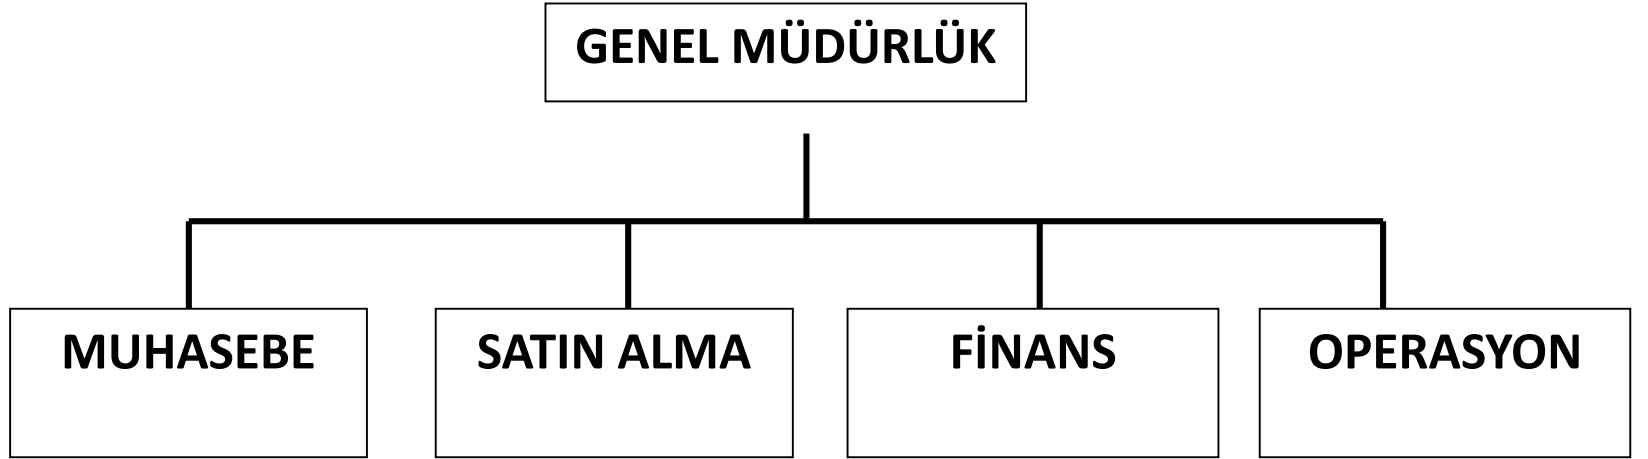 GENEL MÜDÜRLÜK
MUHASEBE
SATIN ALMA
FİNANS
OPERASYON